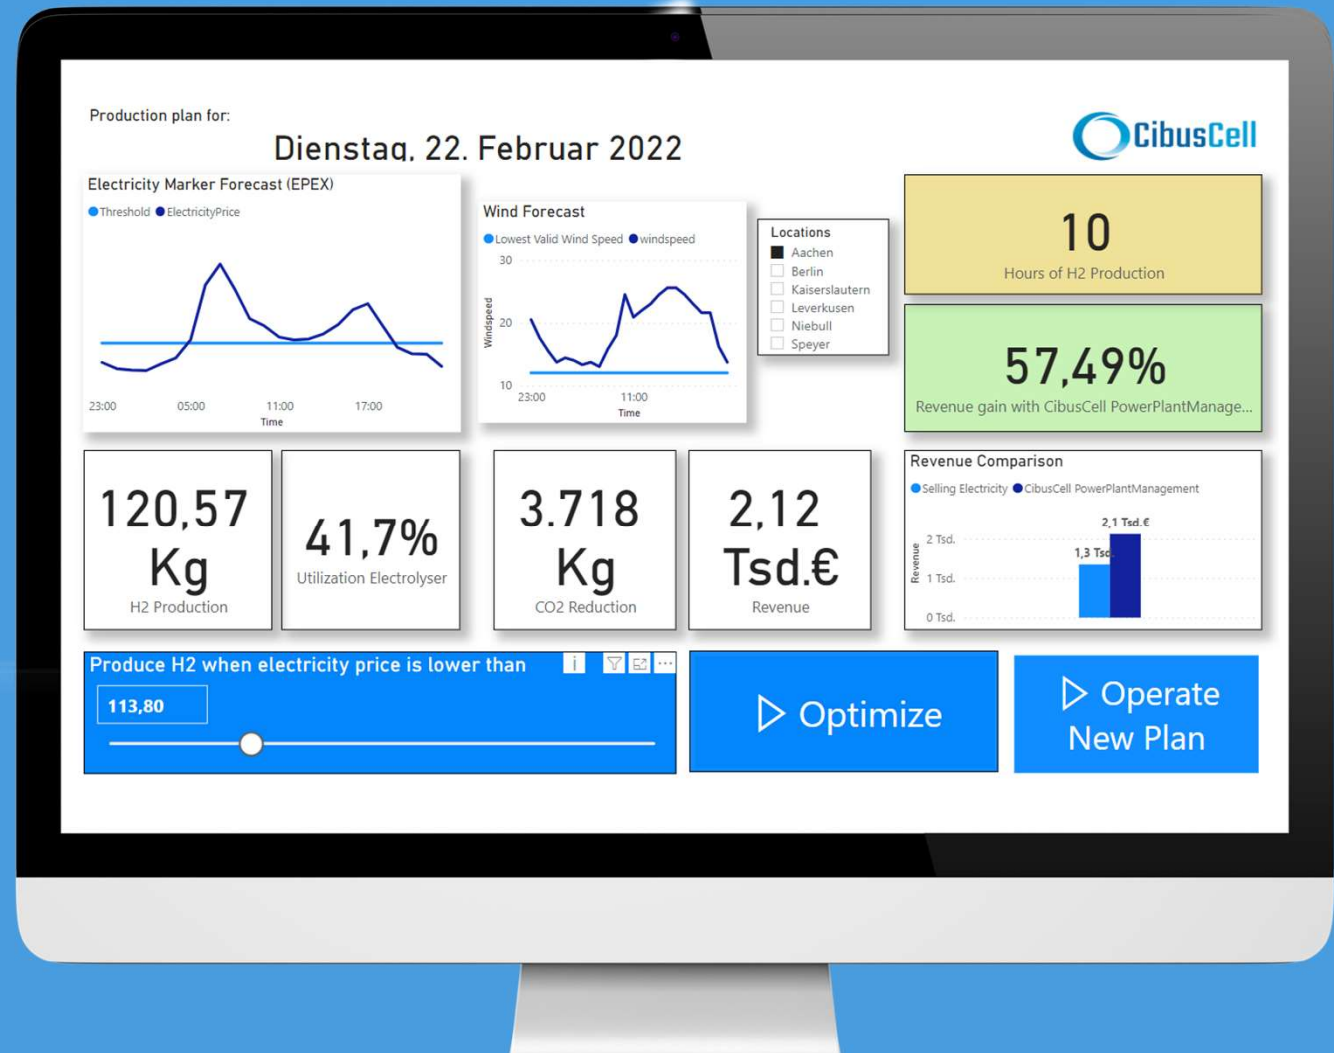 Production plan for:
Dienstag, 22. Februar 2022
CibusCell
Electricity Marker Forecast (EPEX)
Threshold ElectricityPrice
23:00 05:00 11:00 17:00
Time
Wind Forecast
Lowest Valid Wind Speed windspeed
30
20
10
Windspeed
23:00 11:00
Time
Locations
Aachen
Berlin
Kaiserslautern
Leverkusen
Niebull
Speyer
10
Hours of H2 Production
57,49%
Revenue gain with CibusCell PowerPlantManage...
120,57
Kg
H2 Production
41,7%
Utilization Electrolyser
3.718
Kg
CO2 Reduction
2,12
Tsd.€
Revenue
Revenue Comparison
Selling Electricity CibusCell PowerPlantManagement
2,1 Tsd.€
1,3 Tsd.
2 Tsd.
1 Tsd.
0 Tsd.
Revenue
Produce H2 when electricity price is lower than
i
113,80
Optimize
Operate
New Plan